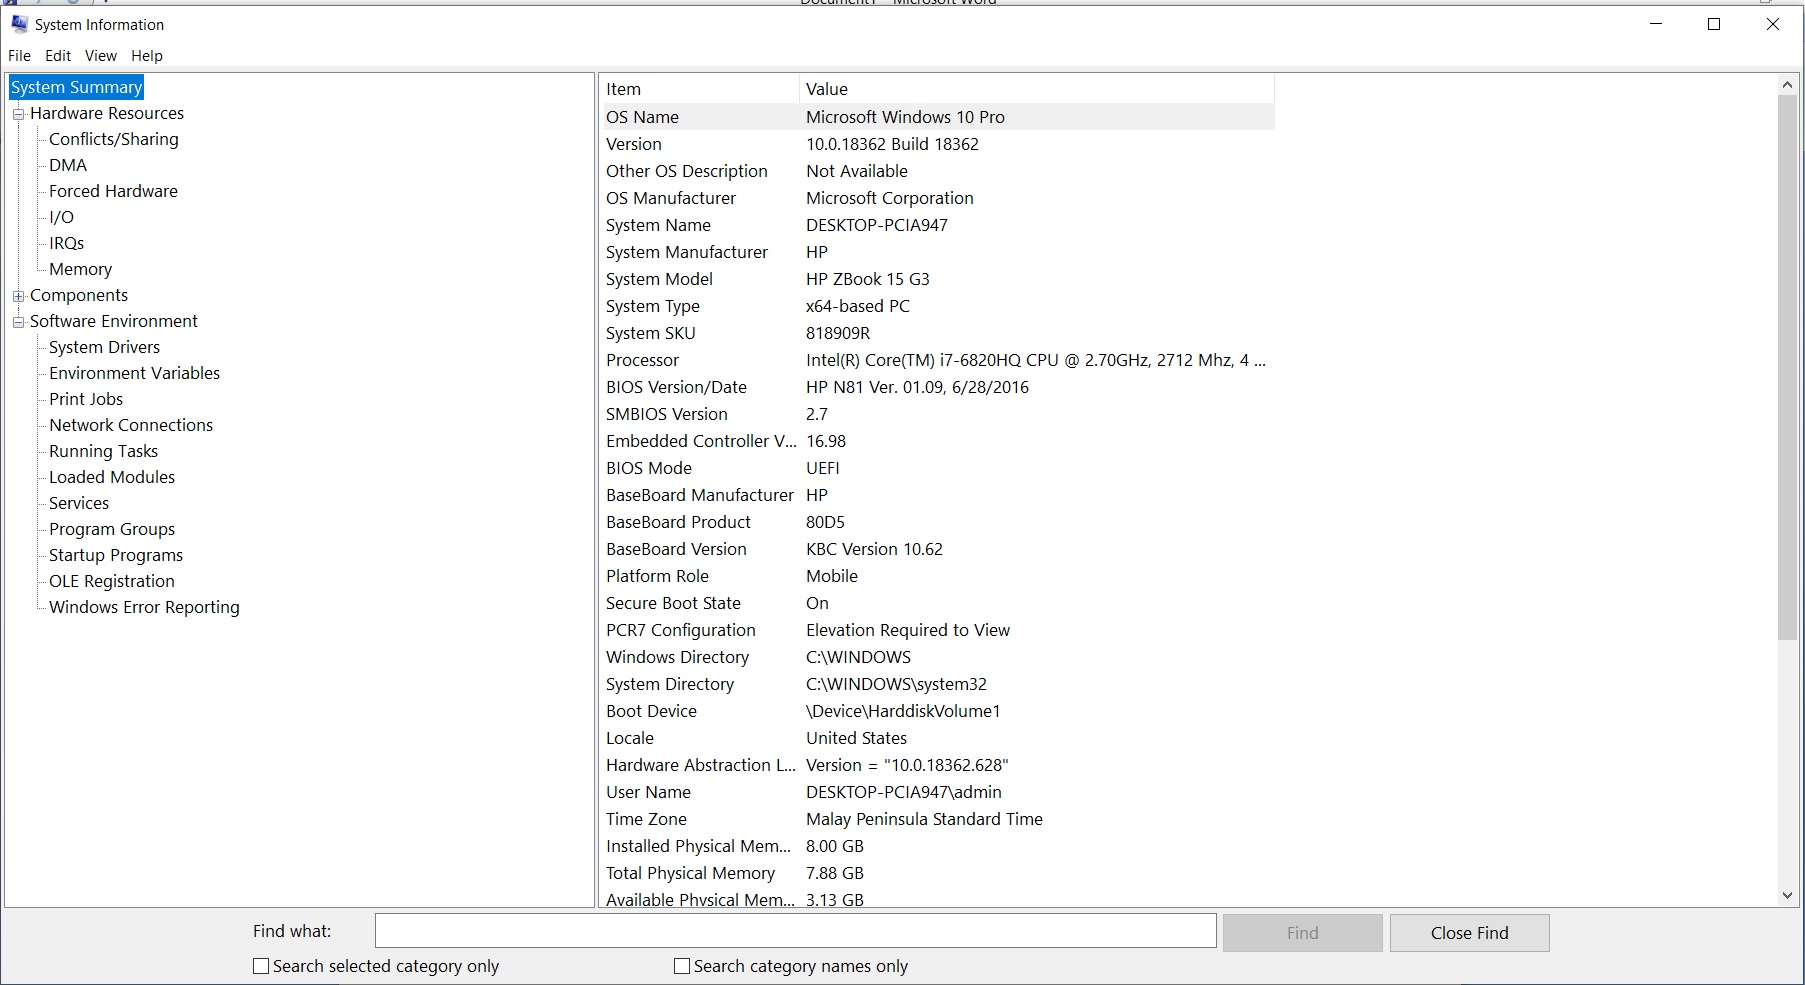 Document1 - Microsoft Word
System Information
File Edit View Help
System Summary
Hardware Resources
Conflicts/Sharing
DMA
Forced Hardware
I/O
IRQs
Memory
Components
Software Environment
System Drivers
Environment Variables
Print Jobs
Network Connections
Running Tasks
Loaded Modules
Services
Program Groups
Startup Programs
OLE Registration
Windows Error Reporting
Item Value
OS Name Microsoft Windows 10 Pro
Version 10.0.18362 Build 18362
Other OS Description Not Available
OS Manufacturer Microsoft Corporation
System Name DESKTOP-PCIA947
System Manufacturer HP
System Model HP ZBook 15 G3
System Type x64-based PC
System SKU 818909R
Processor Intel(R) Core(TM) i7-6820HQ CPU @ 2.70GHz, 2712 Mhz, 4 ...
BIOS Version/Date HP N81 Ver. 01.09, 6/28/2016
SMBIOS Version 2.7
Embedded Controller V... 16.98
BIOS Mode UEFI
BaseBoard Manufacturer HP
BaseBoard Product 80D5
BaseBoard Version KBC Version 10.62
Platform Role Mobile
Secure Boot State On
PCR7 Configuration Elevation Required to View
Windows Directory C:\WINDOWS
System Directory C:\WINDOWS\system32
Boot Device \Device\HarddiskVolume1
Locale United States
Hardware Abstraction L... Version = "10.0.18362.628"
User Name DESKTOP-PCIA947\admin
Time Zone Malay Peninsula Standard Time
Installed Physical Mem... 8.00 GB
Total Physical Memory 7.88 GB
Available Physical Mem... 3.13 GB
Find what: Find Close Find
Search selected category only Search category names only